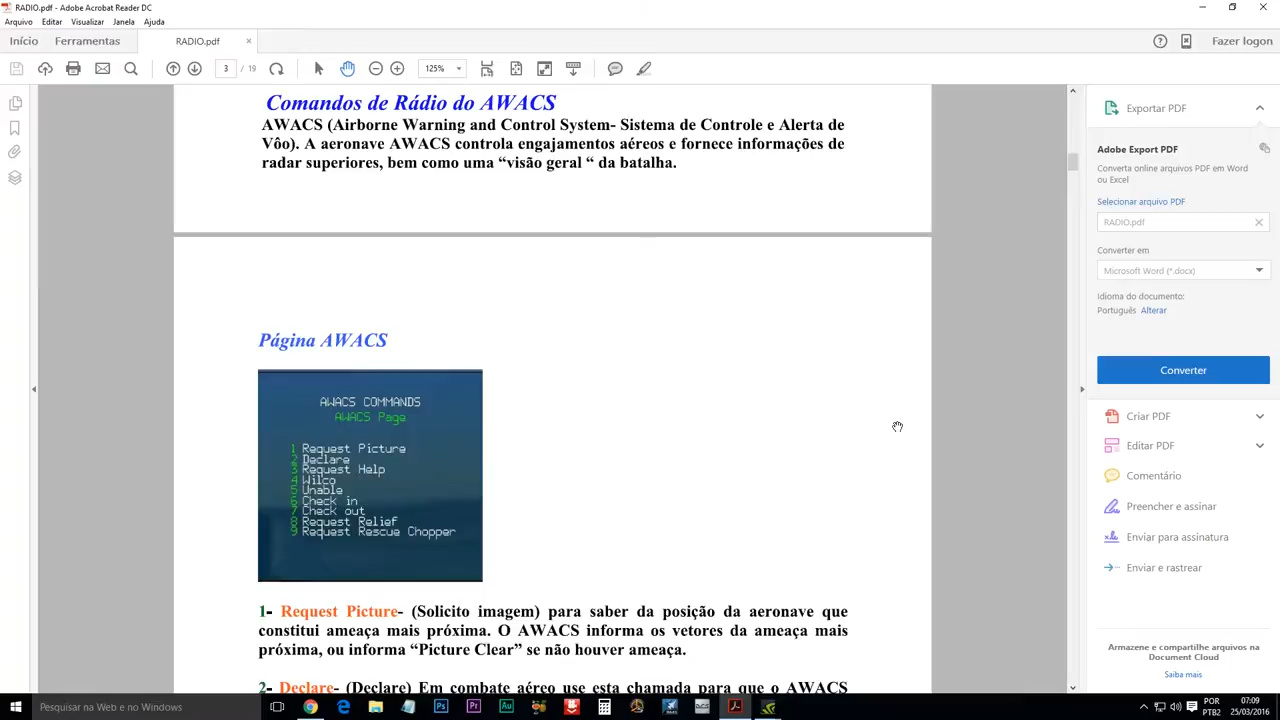 RADIO.pdf - Adobe Acrobat Reader DC
Arquivo Editar Visualizar Janela Ajuda
Início Ferramentas RADIO.pdf × Fazer logon
3 / 19 125%
Comandos de Rádio do AWACS
AWACS (Airborne Warning and Control System- Sistema de Controle e Alerta de
Vôo). A aeronave AWACS controla engajamentos aéreos e fornece informações de
radar superiores, bem como uma “visão geral “ da batalha.
Página AWACS
AWACS COMMANDS
AWACS Page
1 Request Picture
2 Declare
3 Request Help
4 Wilco
5 Unable
6 Check in
7 Check out
8 Request Relief
9 Request Rescue Chopper
1- Request Picture- (Solicito imagem) para saber da posição da aeronave que
constitui ameaça mais próxima. O AWACS informa os vetores da ameaça mais
próxima, ou informa “Picture Clear” se não houver ameaça.
2- Declare- (Declare) Em combate aéreo use esta chamada para que o AWACS
Exportar PDF
Adobe Export PDF
Converta online arquivos PDF em Word
ou Excel
Selecionar arquivo PDF
RADIO.pdf
Converter em
Microsoft Word (*.docx)
Idioma do documento:
Português Alterar
Converter
Criar PDF
Editar PDF
Comentário
Preencher e assinar
Enviar para assinatura
Enviar e rastrear
Armazene e compartilhe arquivos na
Document Cloud
Saiba mais
Pesquisar na Web e no Windows
Ps Pr Au
POR 07:09
PTB2 25/03/2016